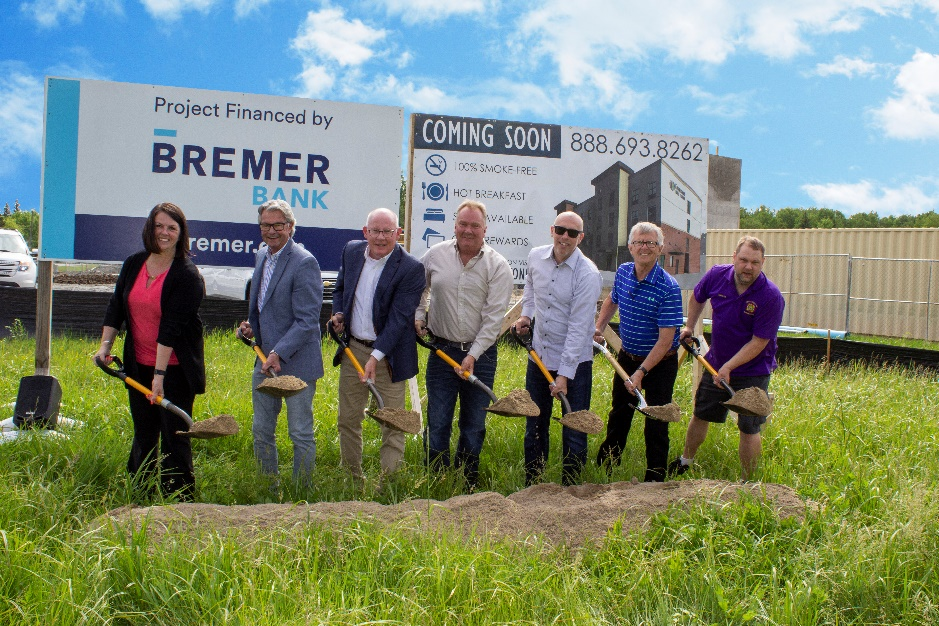 Project Financed by
BREMER
BANK
COMING SOON
888.693.8262
100% SMOKE-FREE
HOT BREAKFAST
AVAILABLE
REWARDS